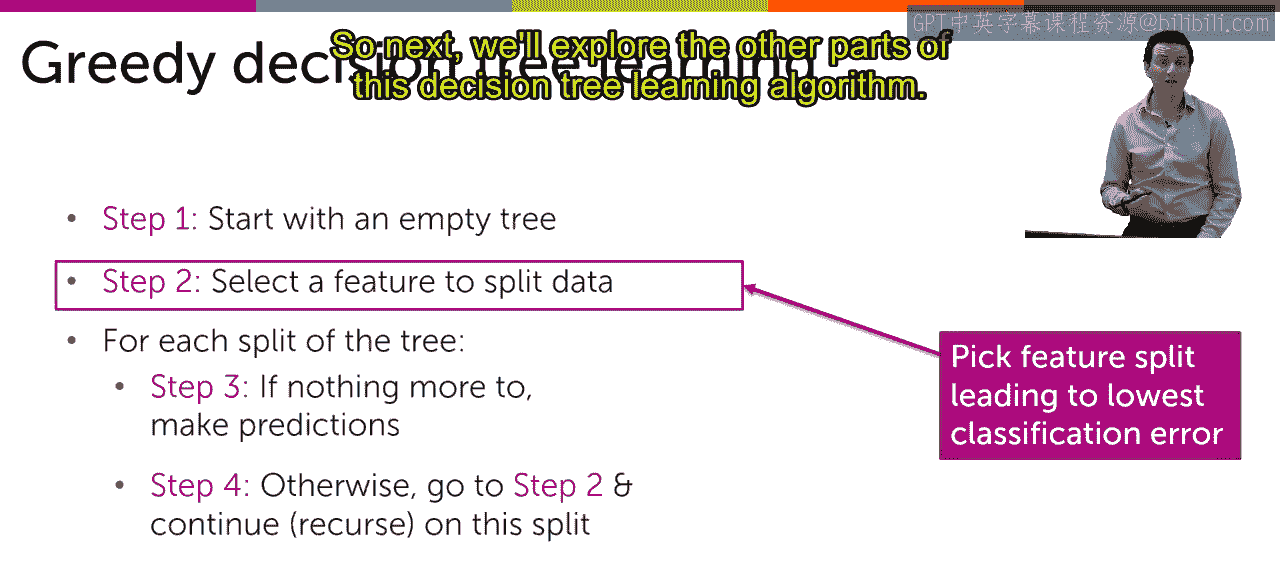 GPT中英字幕课程资源@bilibili.com
Greedy decision tree learning
So next, we'll explore the other parts of
this decision tree learning algorithm.
• Step 1: Start with an empty tree
• Step 2: Select a feature to split data
• For each split of the tree:
• Step 3: If nothing more to,
make predictions
• Step 4: Otherwise, go to Step 2 &
continue (recurse) on this split
Pick feature split
leading to lowest
classification error